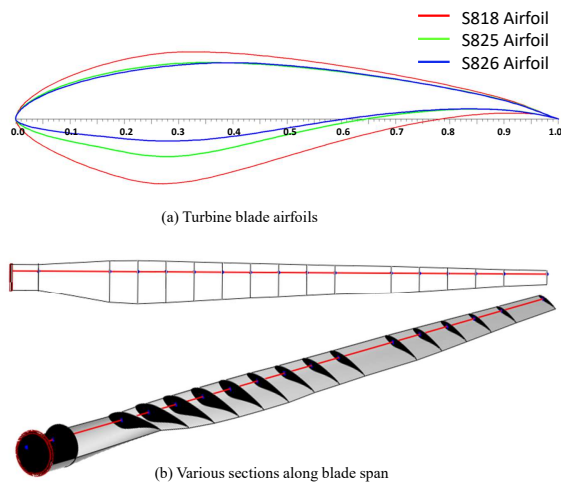 S818 Airfoil
S825 Airfoil
S826 Airfoil
0.0 0.1 0.2 0.3 0.4 0.5 0.6 0.7 0.8 0.9 1.0
(a) Turbine blade airfoils
(b) Various sections along blade span